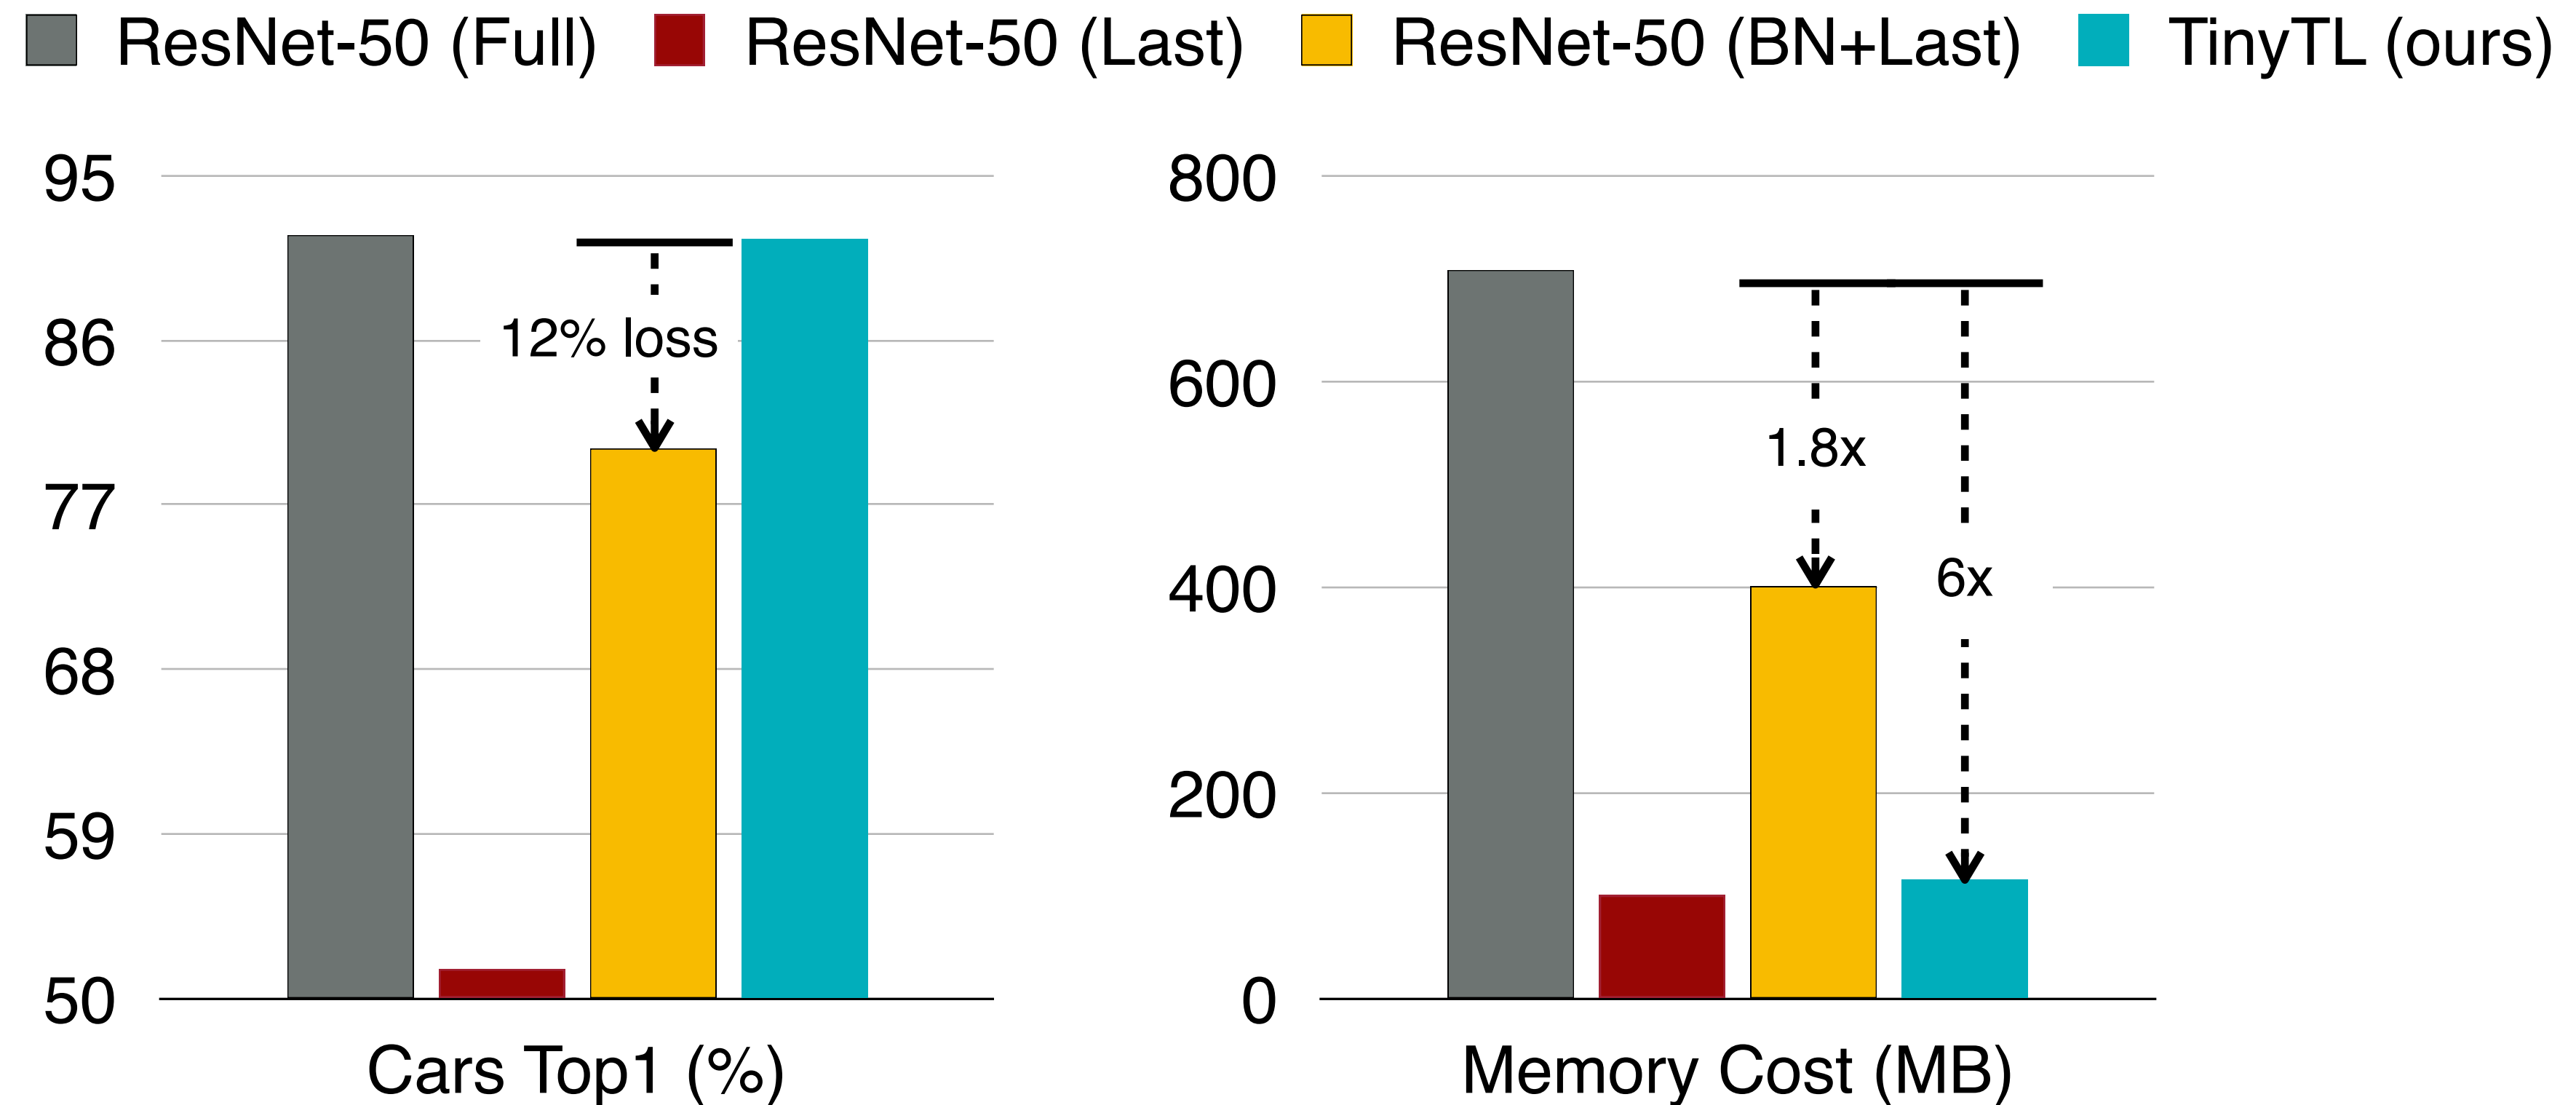 ResNet-50 (Full) ResNet-50 (Last) ResNet-50 (BN+Last) TinyTL (ours)
95
86
77
68
59
50
12% loss
Cars Top1 (%)
800
600
400
200
0
1.8x
6x
Memory Cost (MB)